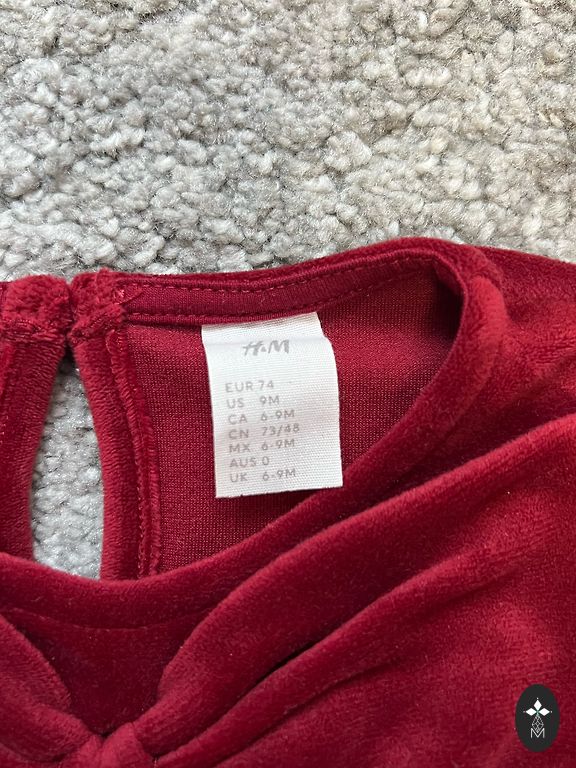 H&M
EUR 74
US 9M
CA 6-9M
CN 73/48
MX 6-9M
AUS 0
UK 6-9M
M